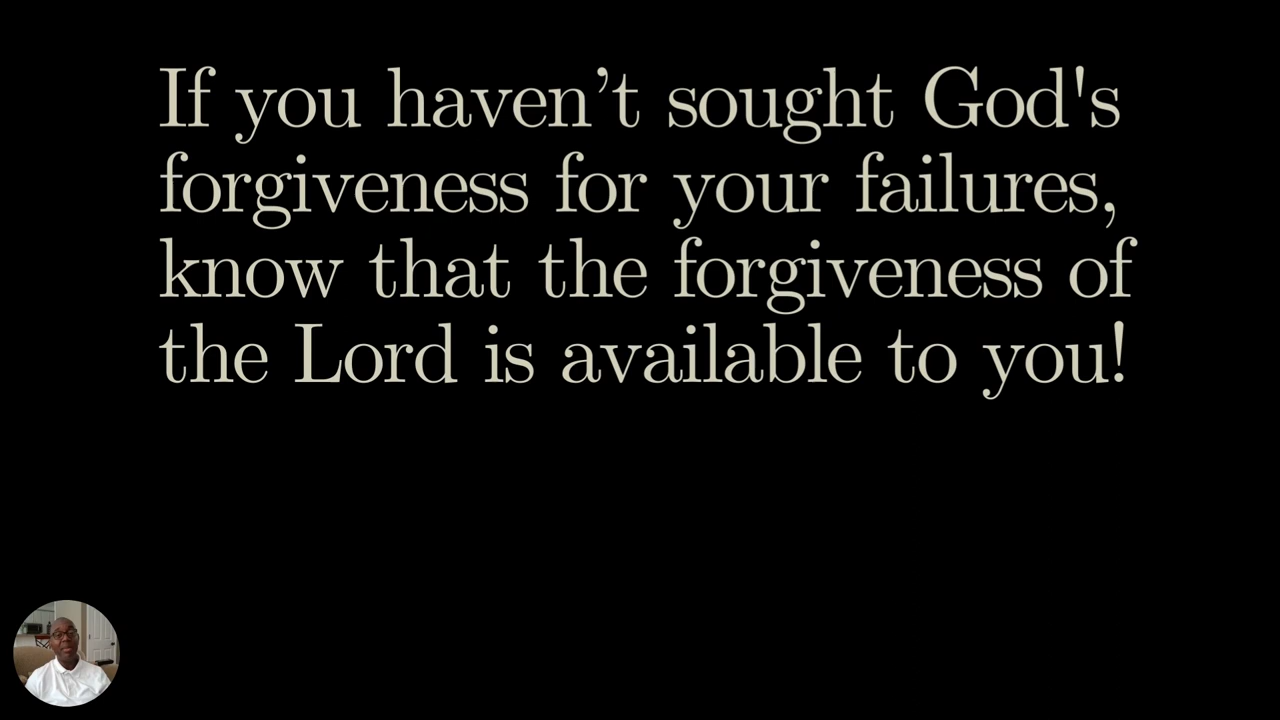 If you haven’t sought God's
forgiveness for your failures,
know that the forgiveness of
the Lord is available to you!